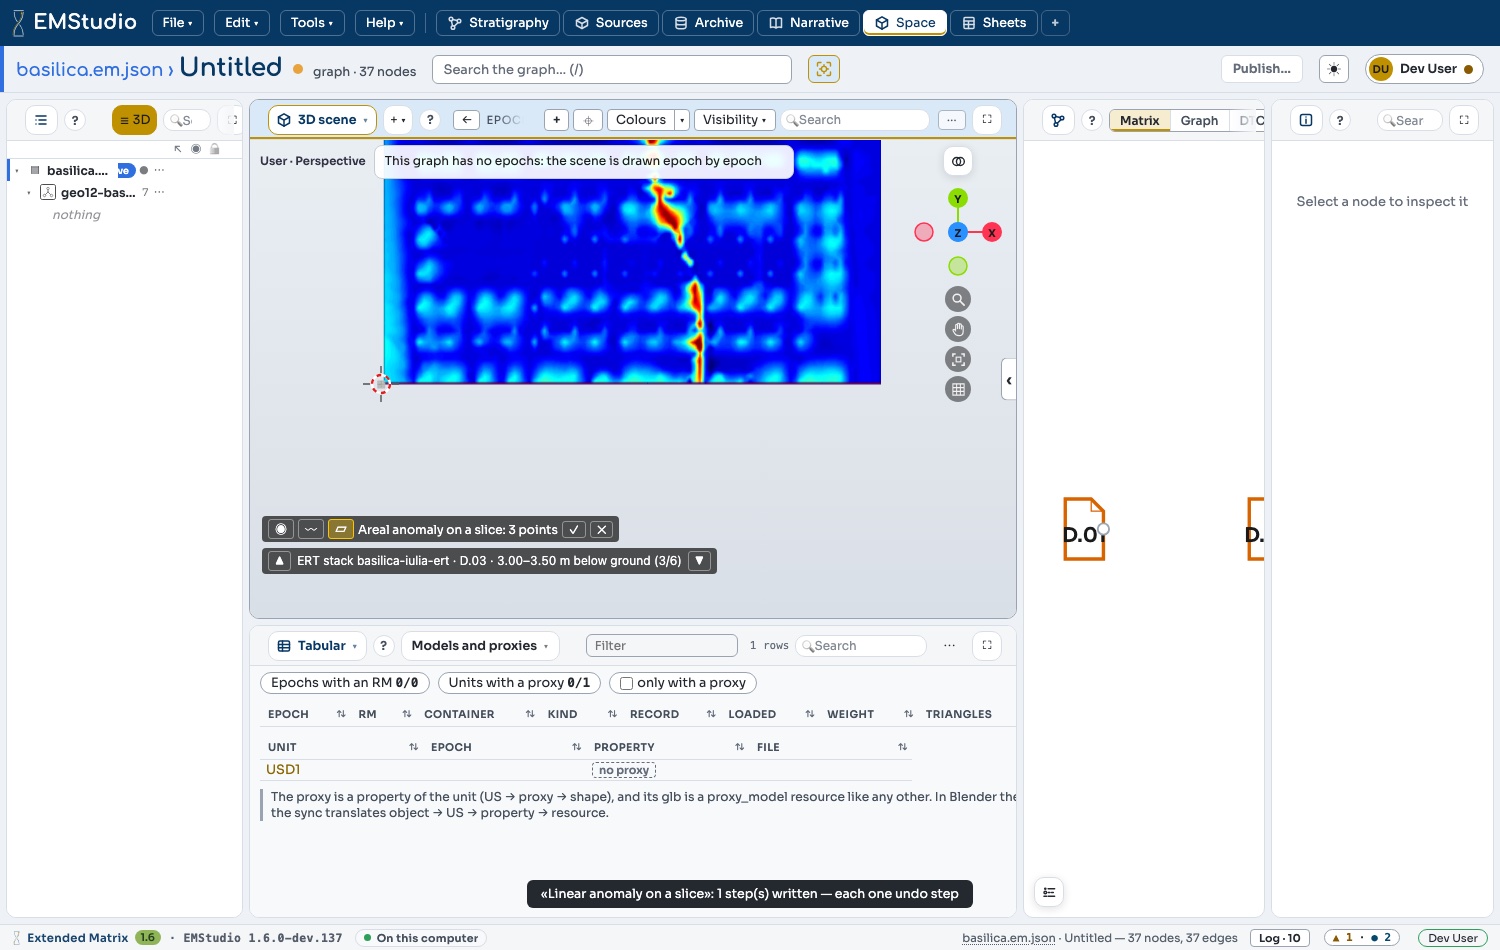 EMStudio File ▾ Edit ▾ Tools ▾ Help ▾ Stratigraphy Sources Archive Narrative Space Sheets +
basilica.em.json › Untitled graph · 37 nodes Search the graph... (/) Publish... DU Dev User
? ≡ 3D
basilica....
geo12-bas... 7 ···
nothing
3D scene ▾ + ▾ ? ← EPOC + Colours ▾ Visibility ▾ Search ···
User · Perspective This graph has no epochs: the scene is drawn epoch by epoch
Y
Z X
Areal anomaly on a slice: 3 points ✓ ✕
▲ ERT stack basilica-iulia-ert · D.03 · 3.00–3.50 m below ground (3/6) ▼
Tabular ▾ ? Models and proxies ▾ Filter 1 rows Search ···
Epochs with an RM 0/0 Units with a proxy 0/1 only with a proxy
EPOCH RM CONTAINER KIND RECORD LOADED WEIGHT TRIANGLES
UNIT EPOCH PROPERTY FILE
USD1 no proxy
The proxy is a property of the unit (US → proxy → shape), and its glb is a proxy_model resource like any other. In Blender the
the sync translates object → US → property → resource.
«Linear anomaly on a slice»: 1 step(s) written — each one undo step
? Matrix Graph
D.01
? Sear
Select a node to inspect it
Extended Matrix 1.6 · EMStudio 1.6.0-dev.137 On this computer basilica.em.json · Untitled — 37 nodes, 37 edges Log · 10 ▲ 1 · ● 2 Dev User